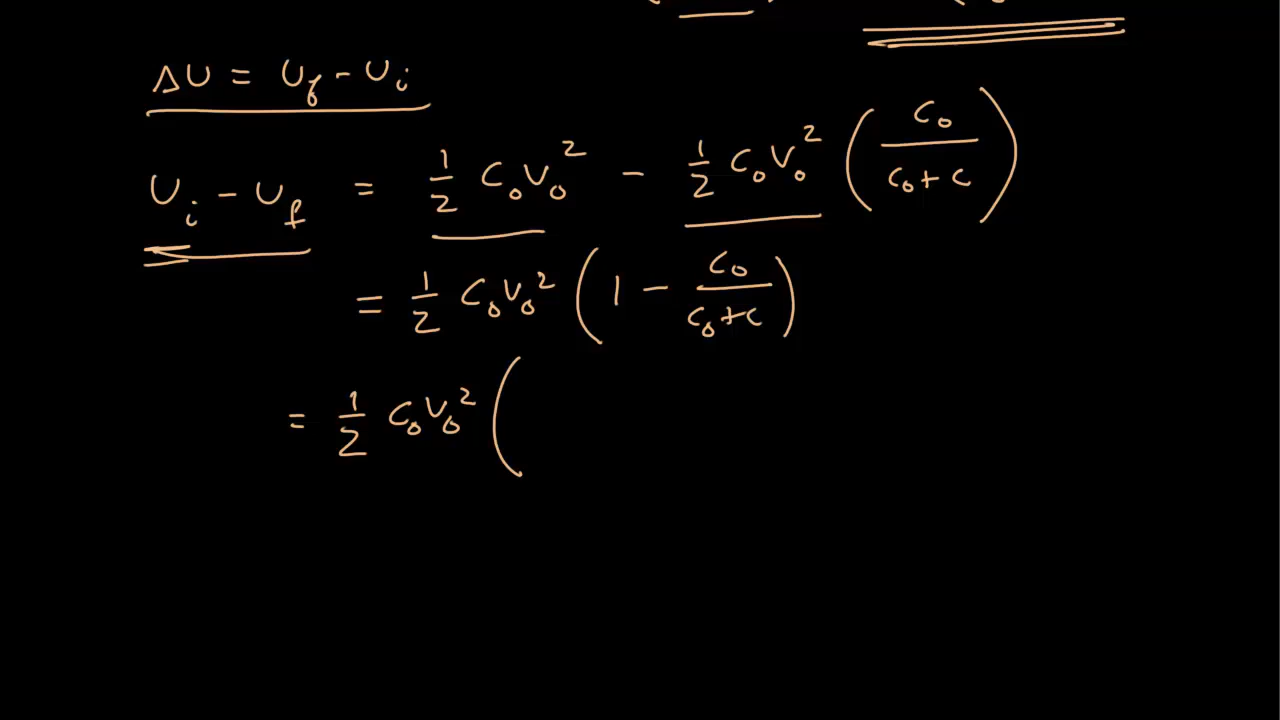 ΔU = U_f - U_i
U_i - U_f = 1/2 C_0 V_0^2 - 1/2 C_0 V_0^2 (C_0/(C_0 + C))
= 1/2 C_0 V_0^2 (1 - C_0/(C_0 + C))
= 1/2 C_0 V_0^2 (